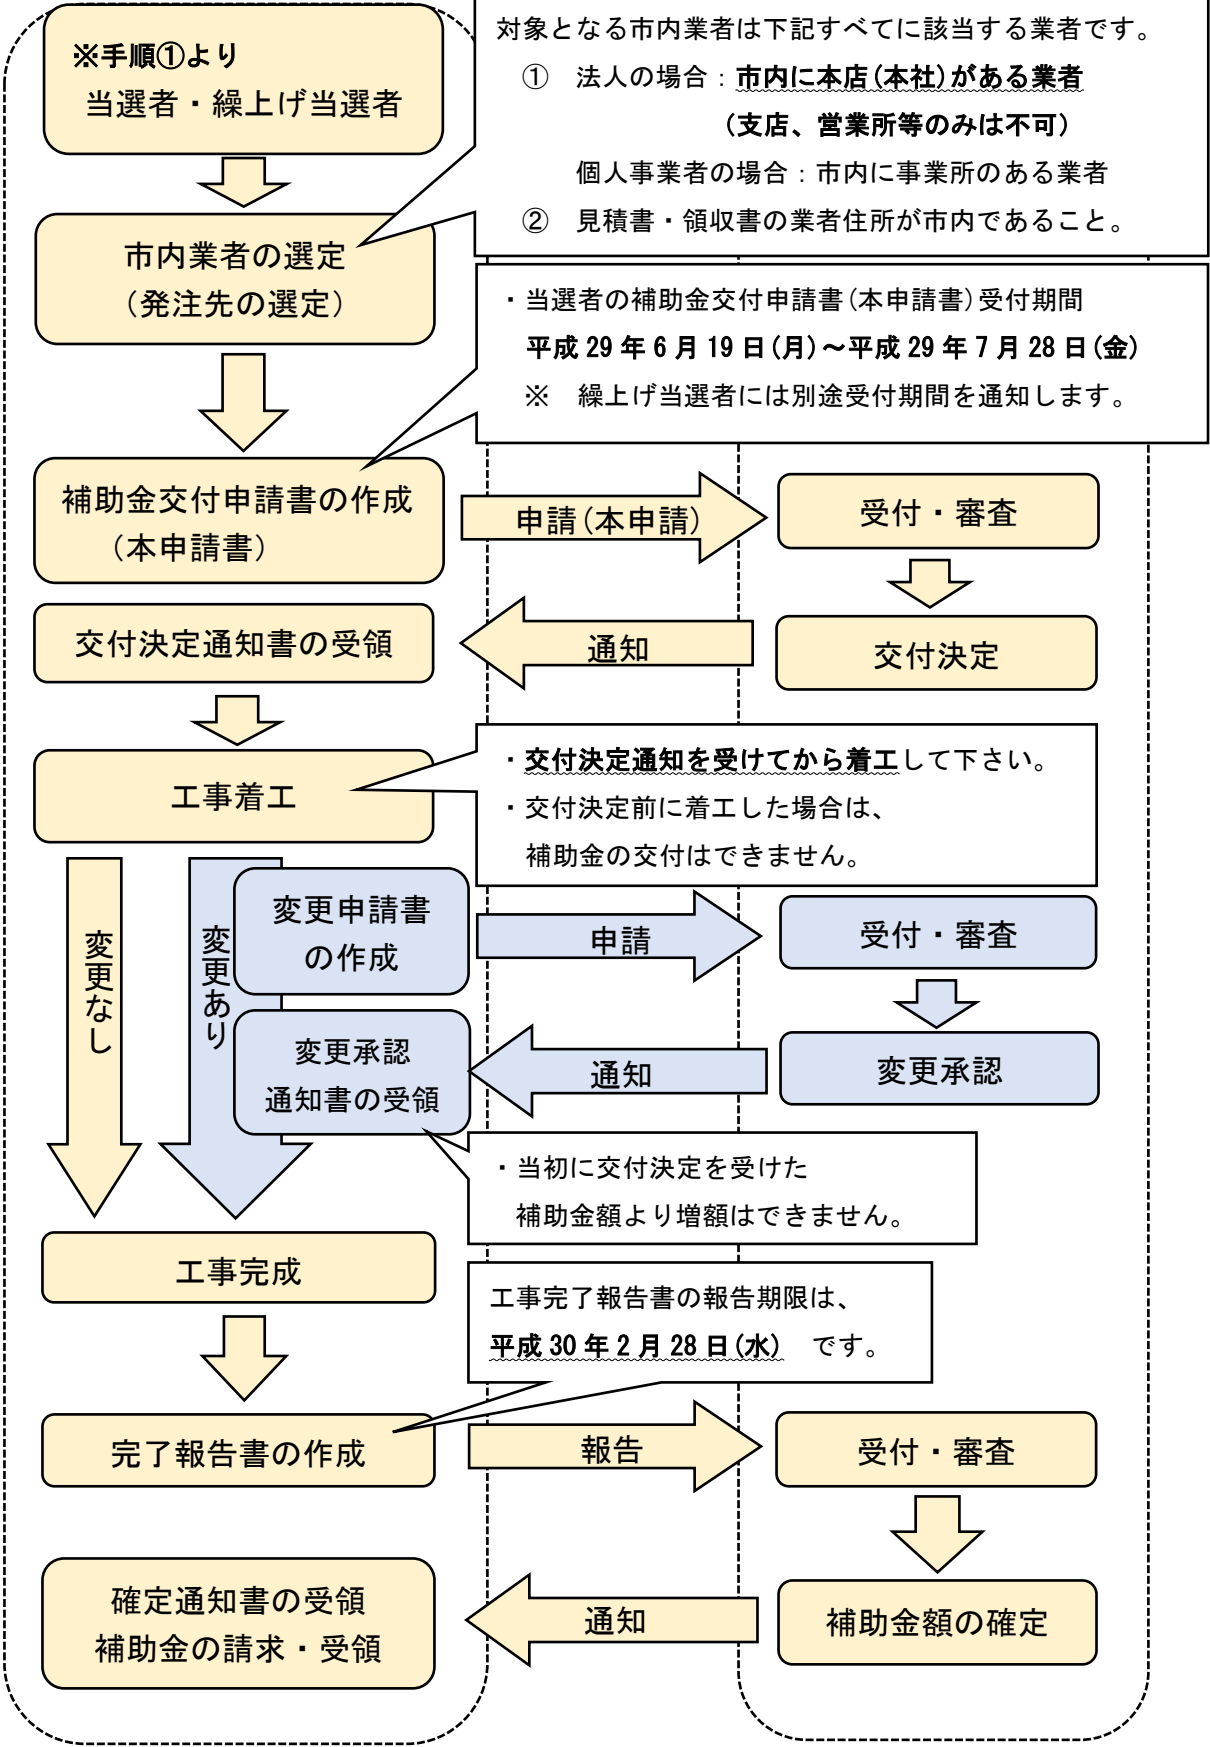 ※手順①より
当選者・繰上げ当選者
対象となる市内業者は下記すべてに該当する業者です。
① 法人の場合：市内に本店(本社)がある業者
(支店、営業所等のみは不可)
個人事業者の場合：市内に事業所のある業者
② 見積書・領収書の業者住所が市内であること。
市内業者の選定
(発注先の選定)
・当選者の補助金交付申請書(本申請書)受付期間
平成 29 年 6 月 19 日(月)～平成 29 年 7 月 28 日(金)
※ 繰上げ当選者には別途受付期間を通知します。
補助金交付申請書の作成
(本申請書)
申請(本申請)
受付・審査
交付決定通知書の受領
通知
交付決定
工事着工
・交付決定通知を受けてから着工して下さい。
・交付決定前に着工した場合は、
補助金の交付はできません。
変更なし
変更あり
変更申請書
の作成
申請
受付・審査
変更承認
通知書の受領
通知
変更承認
・当初に交付決定を受けた
補助金額より増額はできません。
工事完成
工事完了報告書の報告期限は、
平成 30 年 2 月 28 日(水) です。
完了報告書の作成
報告
受付・審査
確定通知書の受領
補助金の請求・受領
通知
補助金額の確定